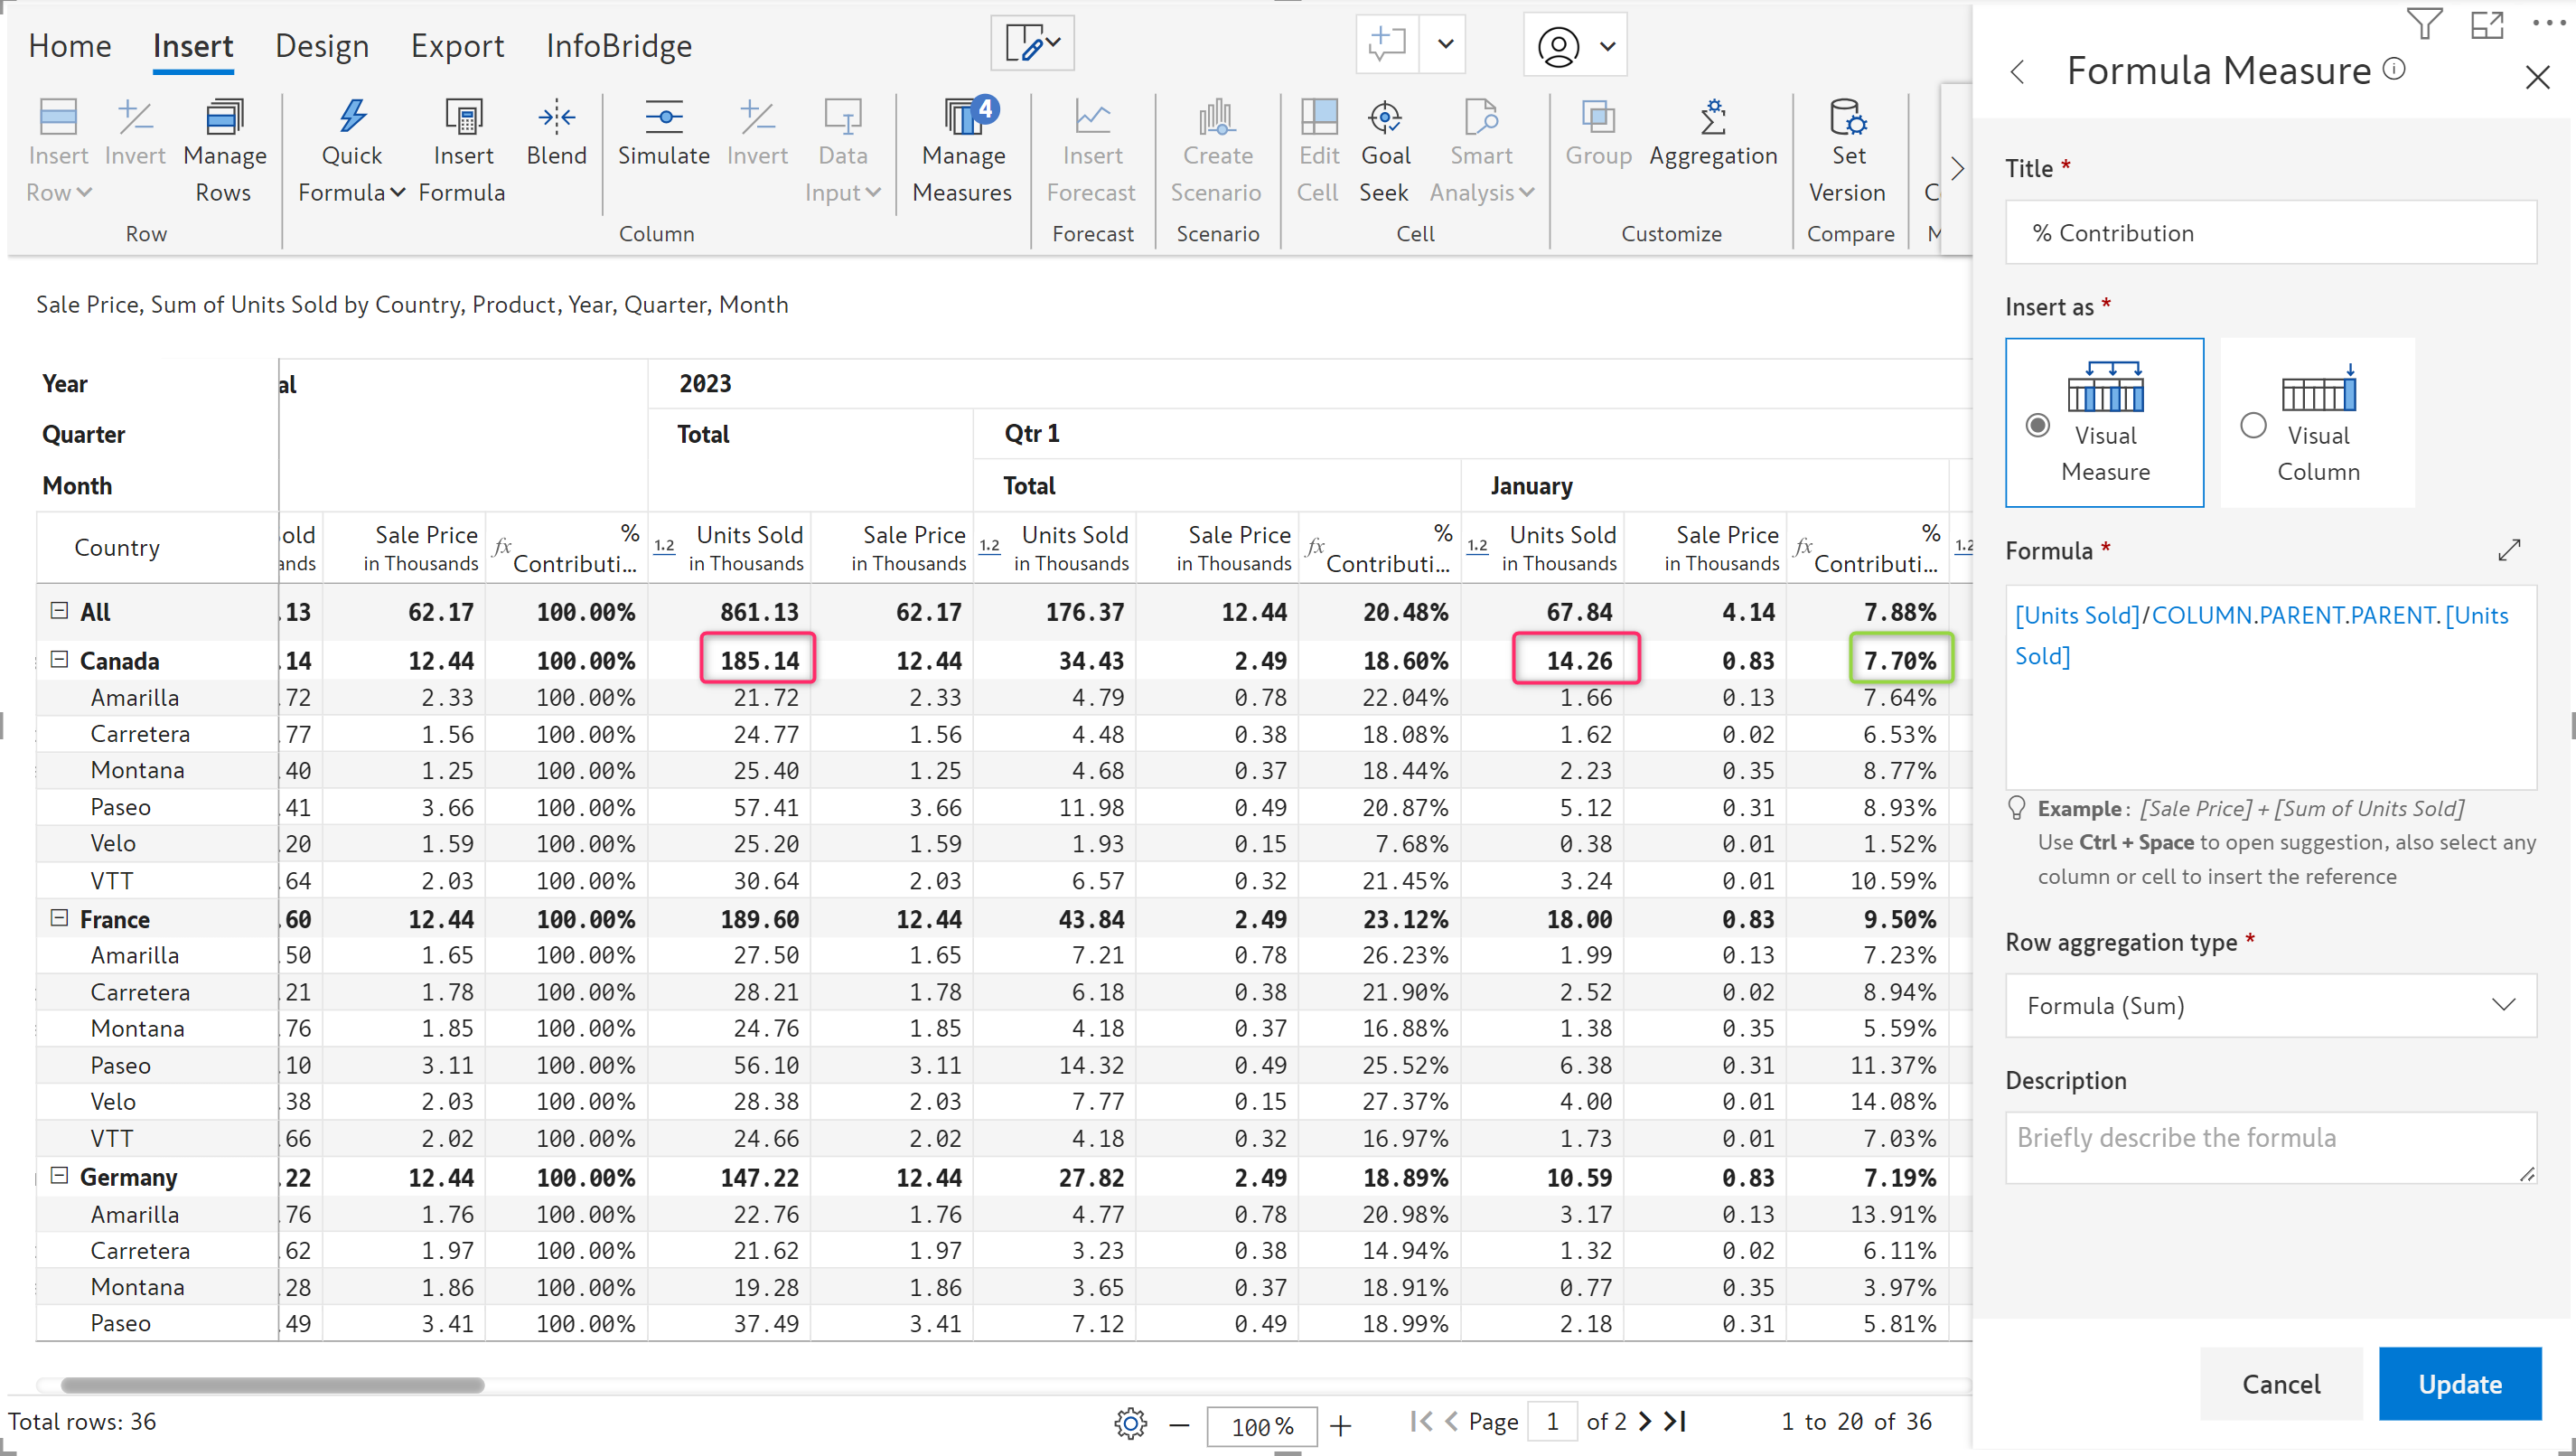 Home Insert Design Export InfoBridge
Insert Row Invert Manage Rows Quick Formula Insert Formula Blend Simulate Invert Data Input Manage Measures 4 Insert Forecast Create Scenario Edit Cell Goal Seek Smart Analysis Group Aggregation Set Version
Row Column Forecast Scenario Cell Customize Compare
Sale Price, Sum of Units Sold by Country, Product, Year, Quarter, Month
Year al 2023
Quarter Total Qtr 1
Month Total January
Country old ands Sale Price in Thousands fx % Contributi... 1.2 Units Sold in Thousands Sale Price in Thousands 1.2 Units Sold in Thousands Sale Price in Thousands fx % Contributi... 1.2 Units Sold in Thousands Sale Price in Thousands fx % Contributi... 1.2
All .13 62.17 100.00% 861.13 62.17 176.37 12.44 20.48% 67.84 4.14 7.88%
Canada .14 12.44 100.00% 185.14 12.44 34.43 2.49 18.60% 14.26 0.83 7.70%
Amarilla .72 2.33 100.00% 21.72 2.33 4.79 0.78 22.04% 1.66 0.13 7.64%
Carretera .77 1.56 100.00% 24.77 1.56 4.48 0.38 18.08% 1.62 0.02 6.53%
Montana .40 1.25 100.00% 25.40 1.25 4.68 0.37 18.44% 2.23 0.35 8.77%
Paseo .41 3.66 100.00% 57.41 3.66 11.98 0.49 20.87% 5.12 0.31 8.93%
Velo .20 1.59 100.00% 25.20 1.59 1.93 0.15 7.68% 0.38 0.01 1.52%
VTT .64 2.03 100.00% 30.64 2.03 6.57 0.32 21.45% 3.24 0.01 10.59%
France .60 12.44 100.00% 189.60 12.44 43.84 2.49 23.12% 18.00 0.83 9.50%
Amarilla .50 1.65 100.00% 27.50 1.65 7.21 0.78 26.23% 1.99 0.13 7.23%
Carretera .21 1.78 100.00% 28.21 1.78 6.18 0.38 21.90% 2.52 0.02 8.94%
Montana .76 1.85 100.00% 24.76 1.85 4.18 0.37 16.88% 1.38 0.35 5.59%
Paseo .10 3.11 100.00% 56.10 3.11 14.32 0.49 25.52% 6.38 0.31 11.37%
Velo .38 2.03 100.00% 28.38 2.03 7.77 0.15 27.37% 4.00 0.01 14.08%
VTT .66 2.02 100.00% 24.66 2.02 4.18 0.32 16.97% 1.73 0.01 7.03%
Germany .22 12.44 100.00% 147.22 12.44 27.82 2.49 18.89% 10.59 0.83 7.19%
Amarilla .76 1.76 100.00% 22.76 1.76 4.77 0.78 20.98% 3.17 0.13 13.91%
Carretera .62 1.97 100.00% 21.62 1.97 3.23 0.38 14.94% 1.32 0.02 6.11%
Montana .28 1.86 100.00% 19.28 1.86 3.65 0.37 18.91% 0.77 0.35 3.97%
Paseo .49 3.41 100.00% 37.49 3.41 7.12 0.49 18.99% 2.18 0.31 5.81%
Total rows: 36 100% Page 1 of 2 1 to 20 of 36
Formula Measure
Title *
% Contribution
Insert as *
Visual Measure
Visual Column
Formula *
[Units Sold]/COLUMN.PARENT.PARENT.[Units
Sold]
Example: [Sale Price] + [Sum of Units Sold]
Use Ctrl + Space to open suggestion, also select any
column or cell to insert the reference
Row aggregation type *
Formula (Sum)
Description
Briefly describe the formula
Cancel Update